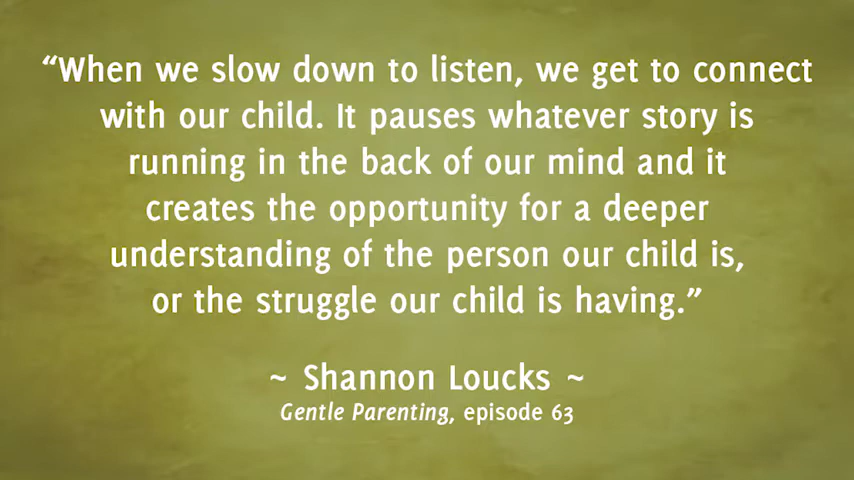 “When we slow down to listen, we get to connect
with our child. It pauses whatever story is
running in the back of our mind and it
creates the opportunity for a deeper
understanding of the person our child is,
or the struggle our child is having.”
~ Shannon Loucks ~
Gentle Parenting, episode 63